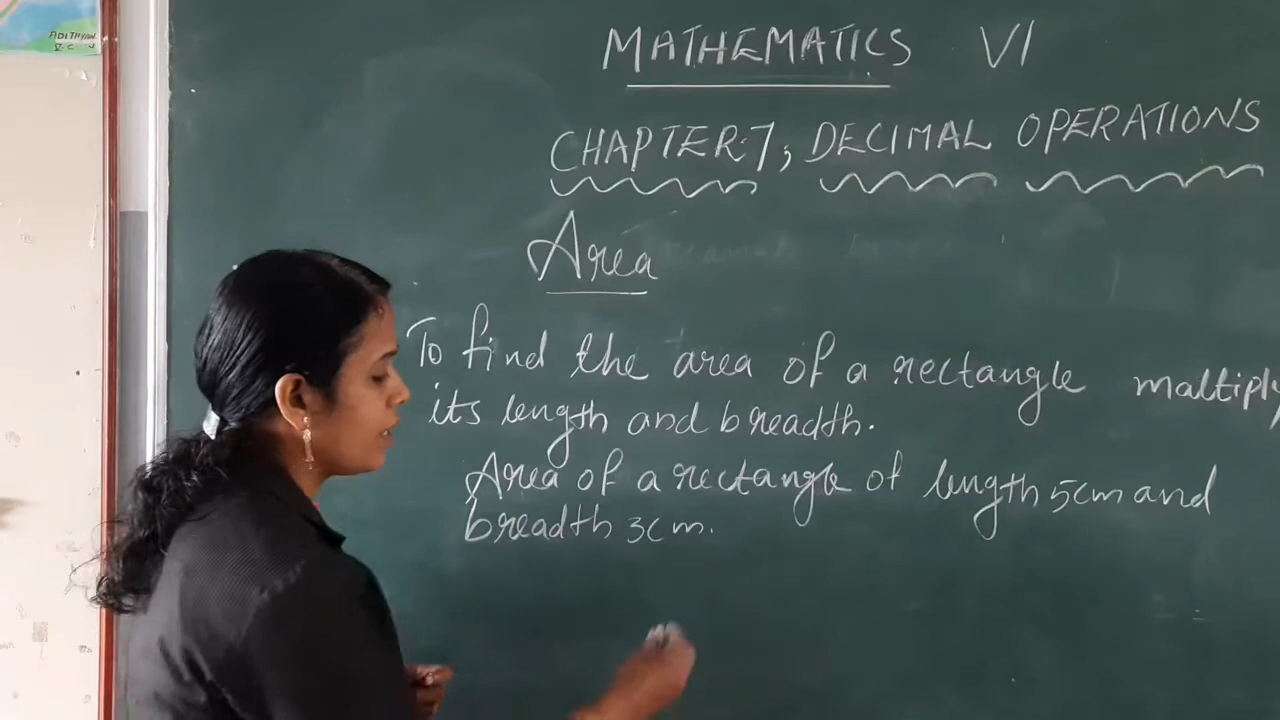 ADITHYAN
V.C
MATHEMATICS VI
CHAPTER:7; DECIMAL OPERATIONS
Area
To find the area of a rectangle maltiply
its length and breadth.
Area of a rectangle of length 5cm and
breadth 3cm.